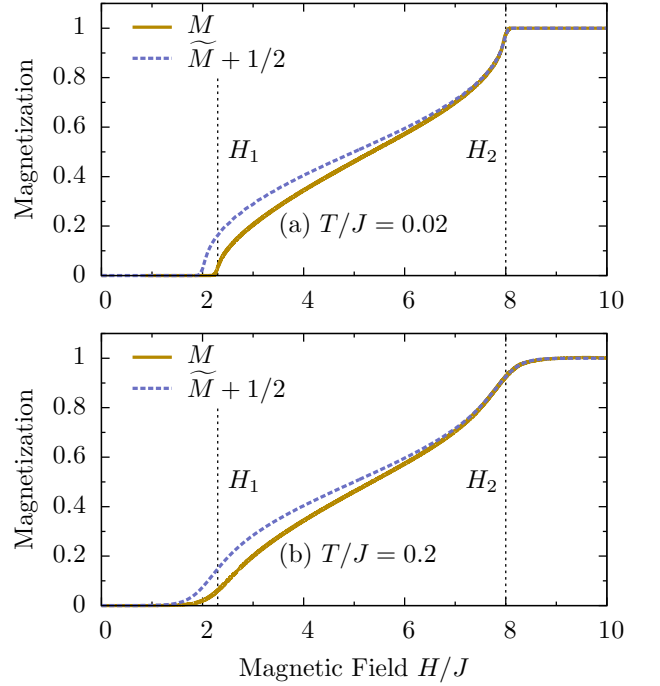 1
0.8
0.6
0.4
0.2
0
Magnetization
M
M̃ + 1/2
H₁
H₂
(a) T/J = 0.02
0 2 4 6 8 10
1
0.8
0.6
0.4
0.2
0
Magnetization
M
M̃ + 1/2
H₁
H₂
(b) T/J = 0.2
0 2 4 6 8 10
Magnetic Field H/J